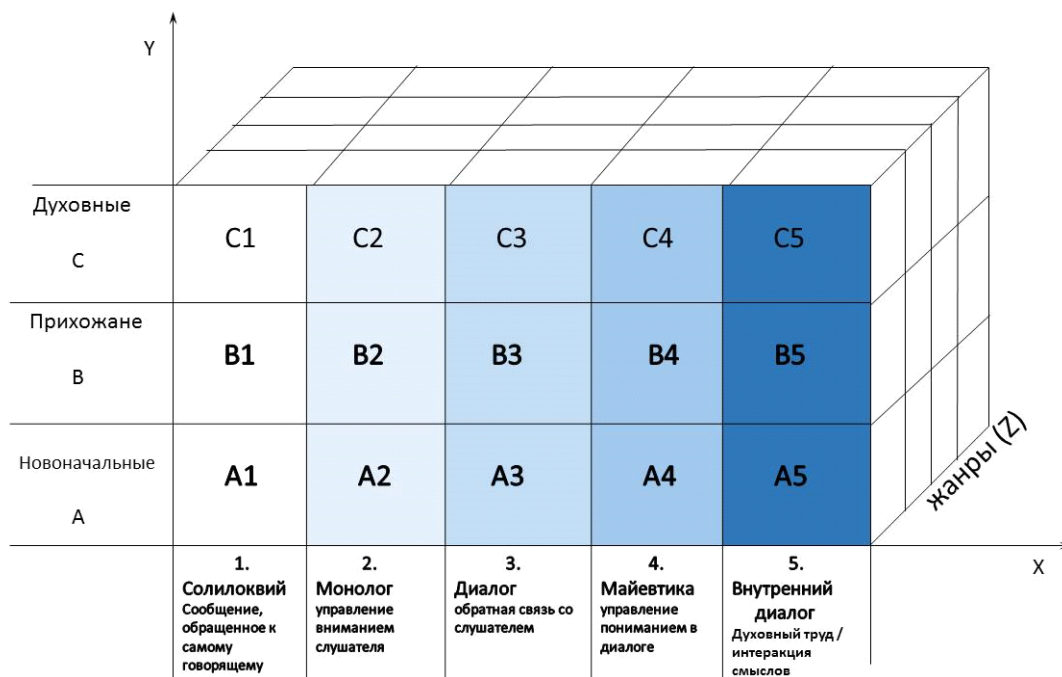 Y
Духовные
C
C1 C2 C3 C4 C5
Прихожане
B
B1 B2 B3 B4 B5
Новоначальные
A
A1 A2 A3 A4 A5
жанры (Z)
X
1.
Солилоквий
Сообщение,
обращенное к
самому
говорящему
2.
Монолог
управление
вниманием
слушателя
3.
Диалог
обратная связь со
слушателем
4.
Майевтика
управление
пониманием в
диалоге
5.
Внутренний
диалог
Духовный труд /
интеракция
смыслов